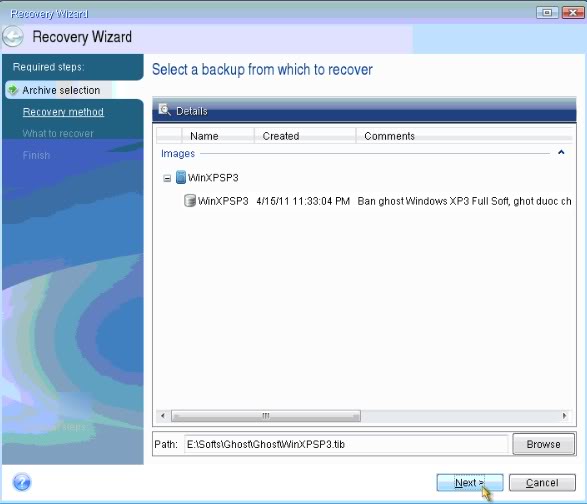 Recovery Wizard
Recovery Wizard
Required steps:
Archive selection
Recovery method
What to recover
Finish
Select a backup from which to recover
Details
Name Created Comments
Images
WinXPSP3
WinXPSP3 4/15/11 11:33:04 PM Ban ghost Windows XP3 Full Soft, ghot duoc ch
Path: E:\Softs\Ghost\Ghost\WinXPSP3.tib Browse
Next > Cancel